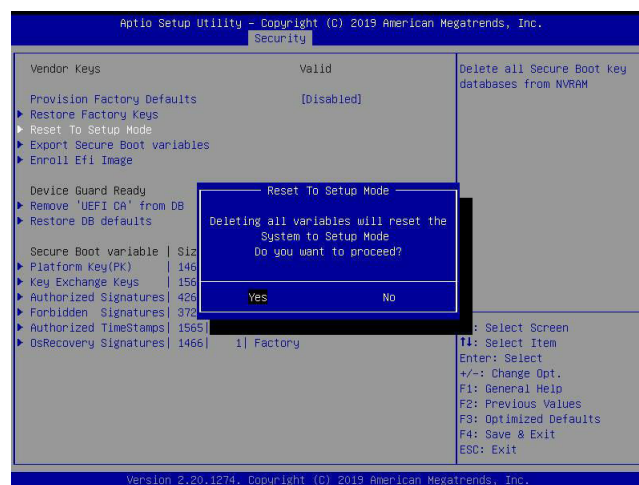 Aptio Setup Utility – Copyright (C) 2019 American Megatrends, Inc.
Security
Vendor Keys Valid
Provision Factory Defaults [Disabled]
Restore Factory Keys
Reset To Setup Mode
Export Secure Boot variables
Enroll Efi Image
Device Guard Ready
Remove 'UEFI CA' from DB
Restore DB defaults
Secure Boot variable | Siz
Platform Key(PK) | 146
Key Exchange Keys | 156
Authorized Signatures| 426
Forbidden Signatures| 372
Authorized TimeStamps| 1565|
OsRecovery Signatures| 1466| 1| Factory
Reset To Setup Mode
Deleting all variables will reset the
System to Setup Mode
Do you want to proceed?
Yes No
Delete all Secure Boot key
databases from NVRAM
: Select Screen
↑↓: Select Item
Enter: Select
+/-: Change Opt.
F1: General Help
F2: Previous Values
F3: Optimized Defaults
F4: Save & Exit
ESC: Exit
Version 2.20.1274. Copyright (C) 2019 American Megatrends, Inc.